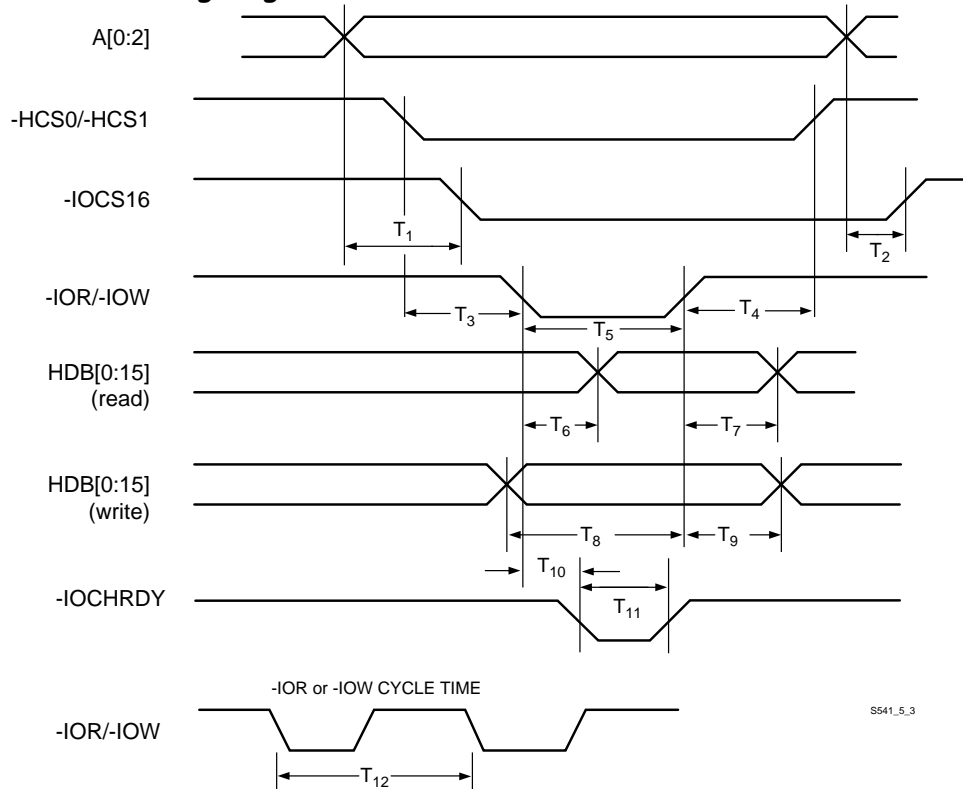 A[0:2]
-HCS0/-HCS1
-IOCS16
T1
T2
-IOR/-IOW
T3
T4
T5
HDB[0:15]
(read)
T6
T7
HDB[0:15]
(write)
T8
T9
T10
-IOCHRDY
T11
-IOR or -IOW CYCLE TIME
S541_5_3
-IOR/-IOW
T12